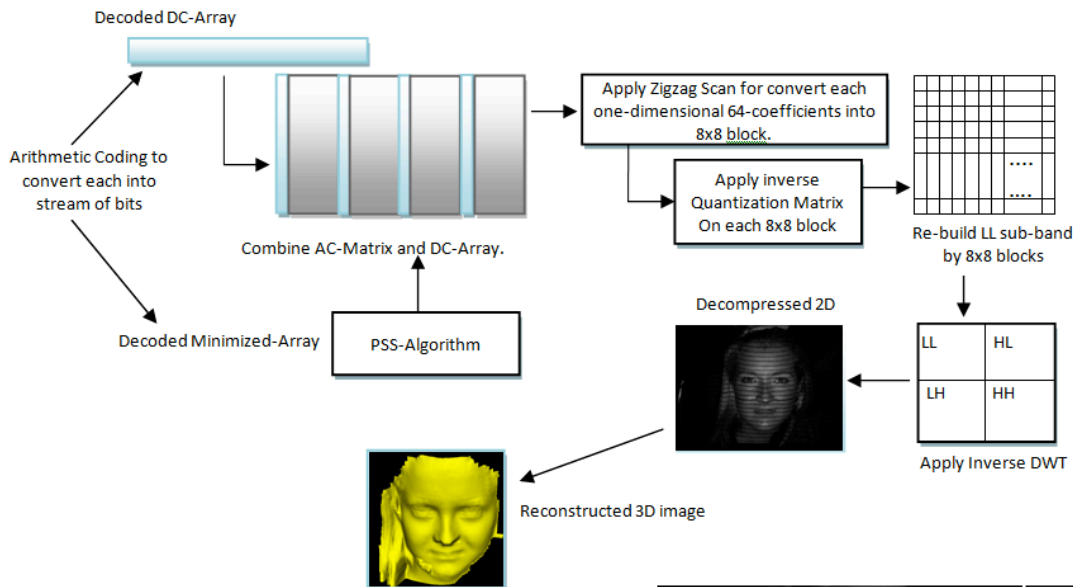 Decoded DC-Array
Arithmetic Coding to
convert each into
stream of bits
Combine AC-Matrix and DC-Array.
Decoded Minimized-Array
PSS-Algorithm
Apply Zigzag Scan for convert each
one-dimensional 64-coefficients into
8x8 block.
Apply inverse
Quantization Matrix
On each 8x8 block
....
....
Re-build LL sub-band
by 8x8 blocks
LL HL
LH HH
Apply Inverse DWT
Decompressed 2D
Reconstructed 3D image